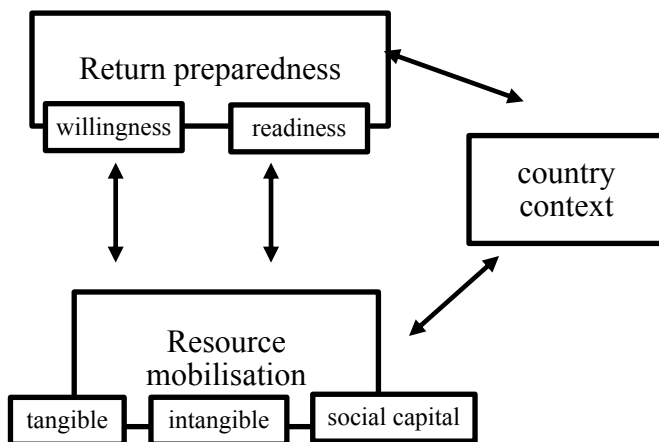 Return preparedness
willingness
readiness
country
context
Resource
mobilisation
tangible
intangible
social capital